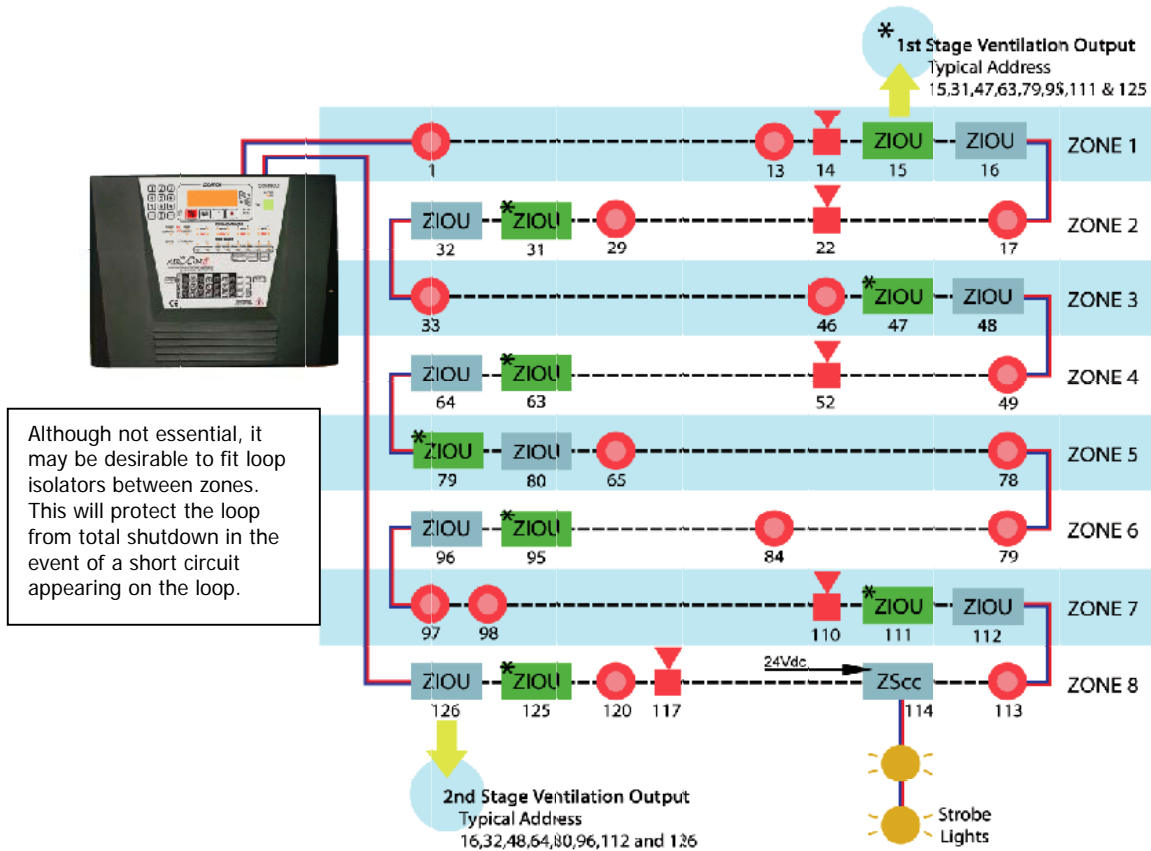 * 1st Stage Ventilation Output
Typical Address
15,31,47,63,79,95,111 & 125
1
13
14
ZIOU
15
ZIOU
16
ZONE 1
ZIOU
32
* ZIOU
31
29
22
17
ZONE 2
33
46
* ZIOU
47
ZIOU
48
ZONE 3
ZIOU
64
* ZIOU
63
52
49
ZONE 4
Although not essential, it
may be desirable to fit loop
isolators between zones.
This will protect the loop
from total shutdown in the
event of a short circuit
appearing on the loop.
* ZIOU
79
ZIOU
80
65
78
ZONE 5
ZIOU
96
* ZIOU
95
84
79
ZONE 6
97
98
110
* ZIOU
111
ZIOU
112
ZONE 7
ZIOU
126
* ZIOU
125
120
117
24Vdc
ZScc
114
113
ZONE 8
2nd Stage Ventilation Output
Typical Address
16,32,48,64,80,96,112 and 126
Strobe
Lights